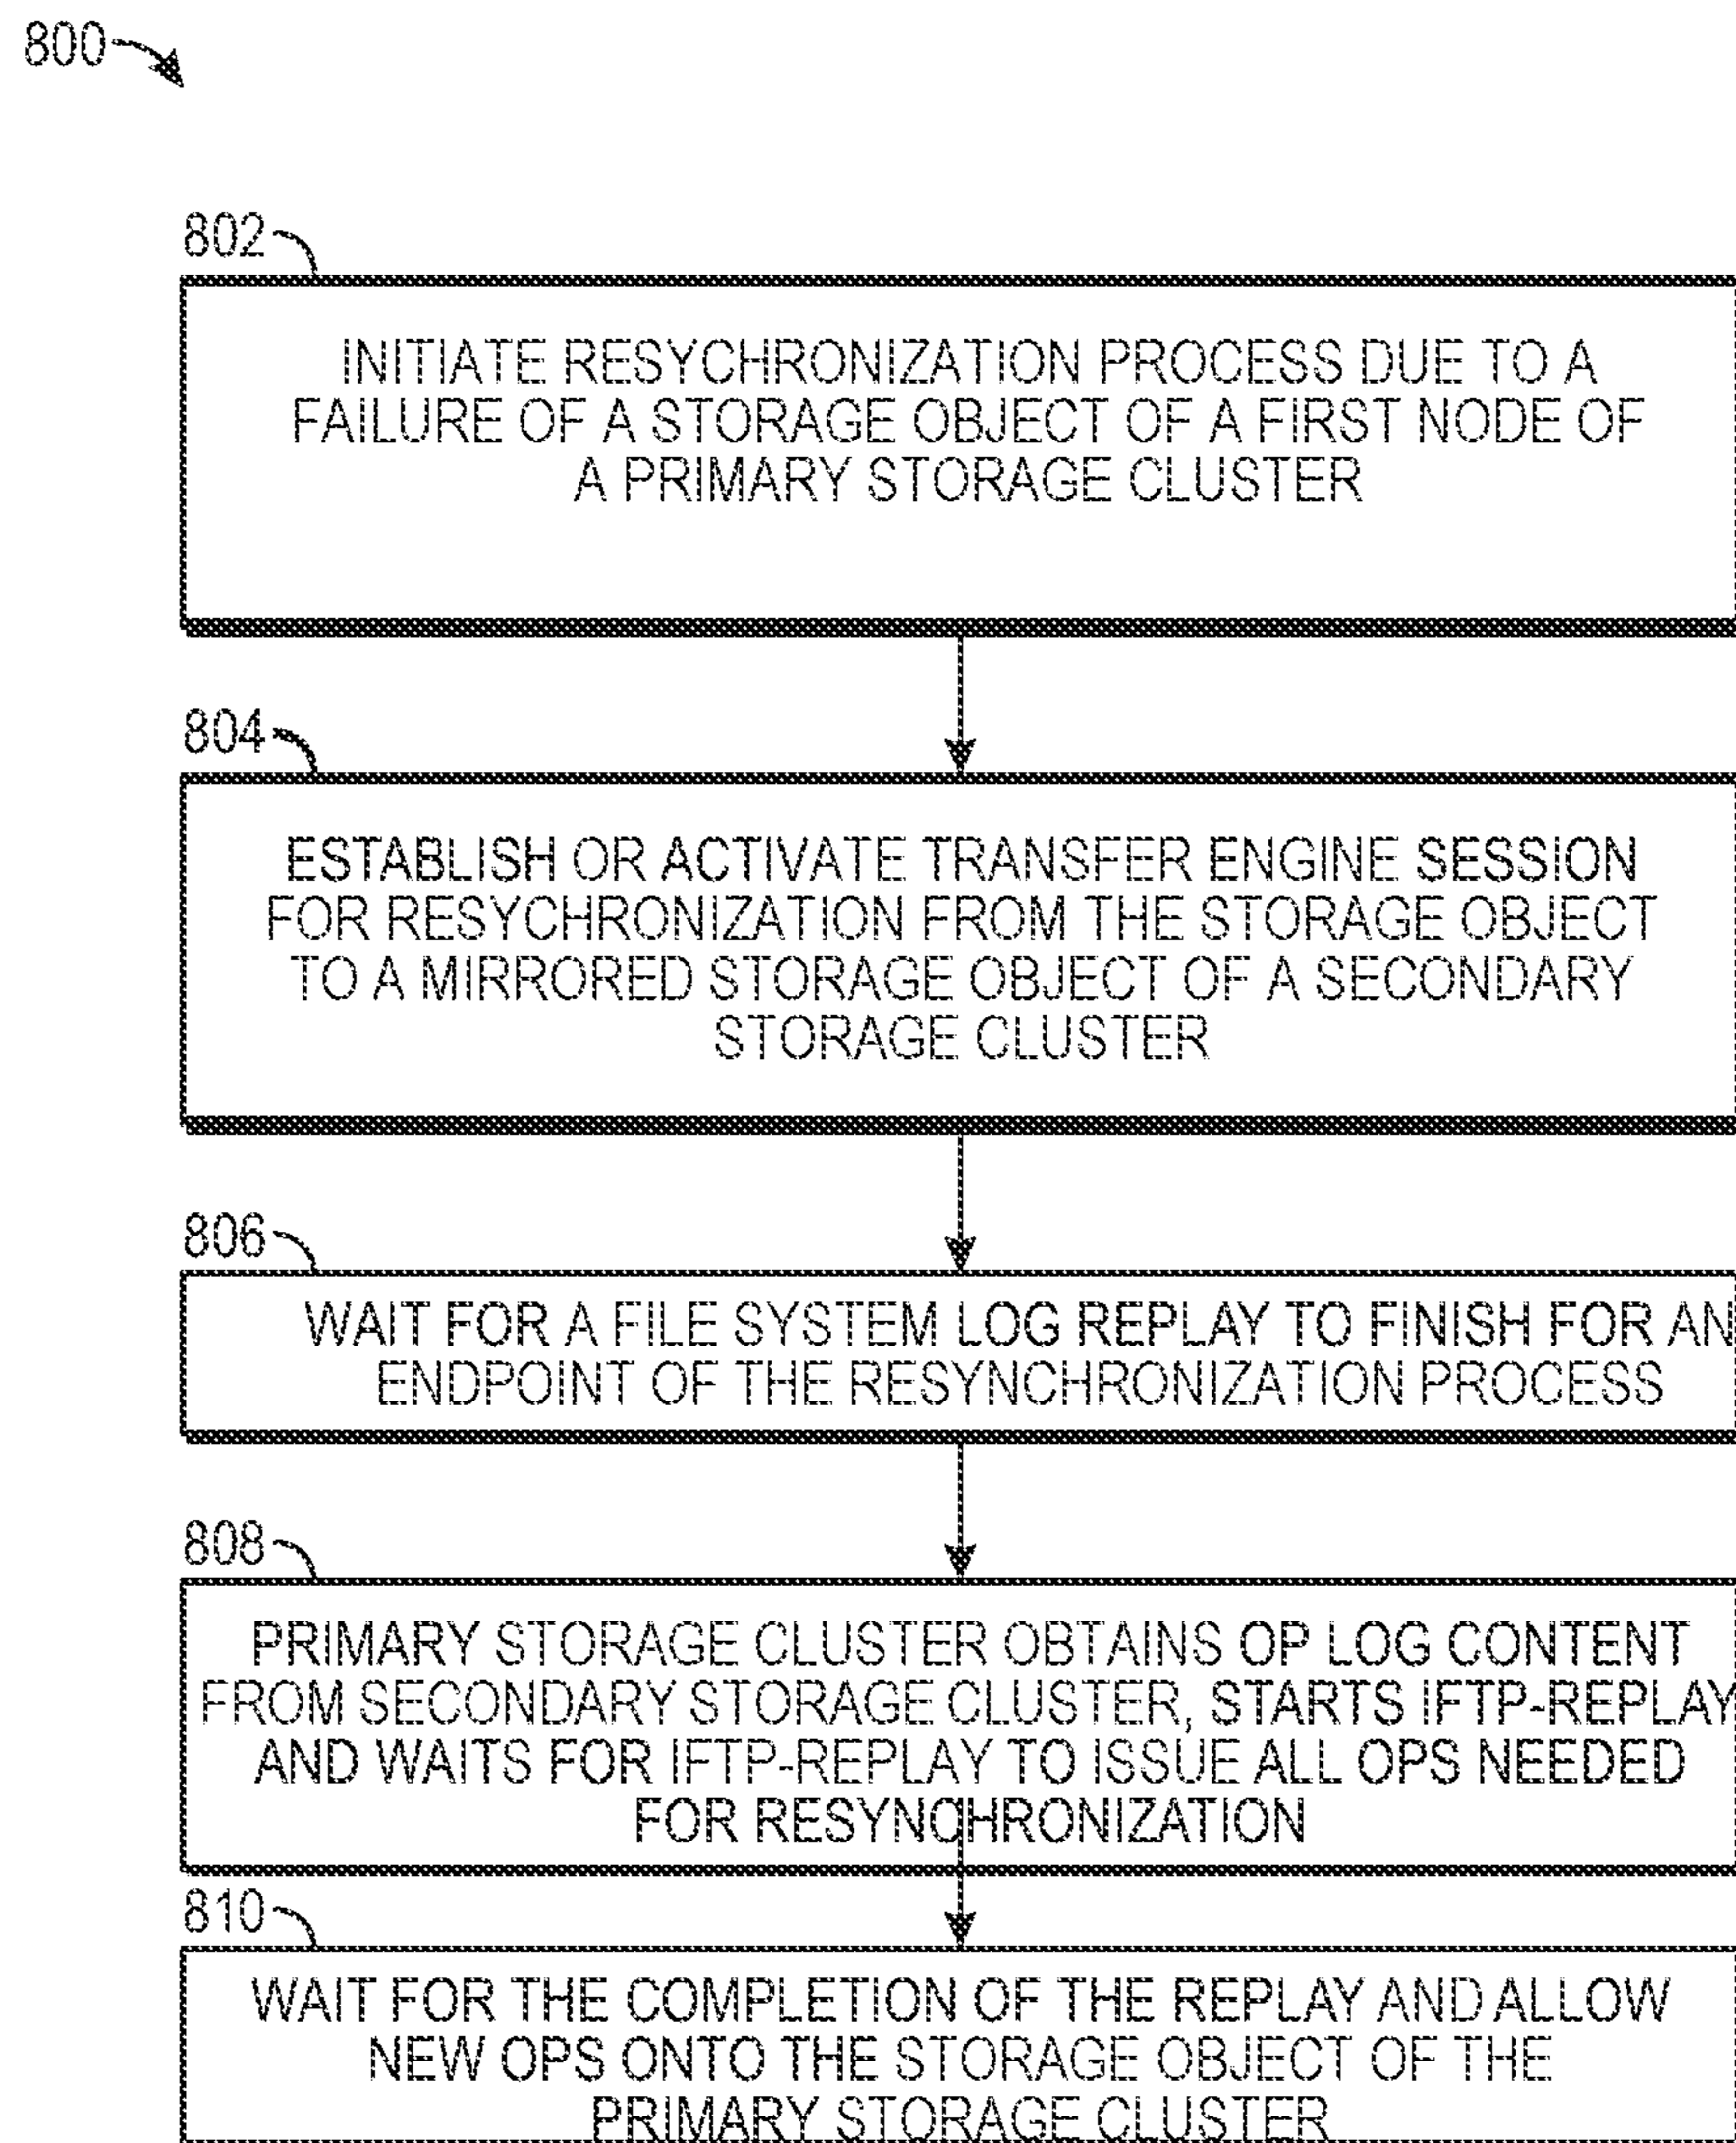 800
802
INITIATE RESYCHRONIZATION PROCESS DUE TO A
FAILURE OF A STORAGE OBJECT OF A FIRST NODE OF
A PRIMARY STORAGE CLUSTER
804
ESTABLISH OR ACTIVATE TRANSFER ENGINE SESSION
FOR RESYCHRONIZATION FROM THE STORAGE OBJECT
TO A MIRRORED STORAGE OBJECT OF A SECONDARY
STORAGE CLUSTER
806
WAIT FOR A FILE SYSTEM LOG REPLAY TO FINISH FOR AN
ENDPOINT OF THE RESYNCHRONIZATION PROCESS
808
PRIMARY STORAGE CLUSTER OBTAINS OP LOG CONTENT
FROM SECONDARY STORAGE CLUSTER, STARTS IFTP-REPLAY
AND WAITS FOR IFTP-REPLAY TO ISSUE ALL OPS NEEDED
FOR RESYNCHRONIZATION
810
WAIT FOR THE COMPLETION OF THE REPLAY AND ALLOW
NEW OPS ONTO THE STORAGE OBJECT OF THE
PRIMARY STORAGE CLUSTER